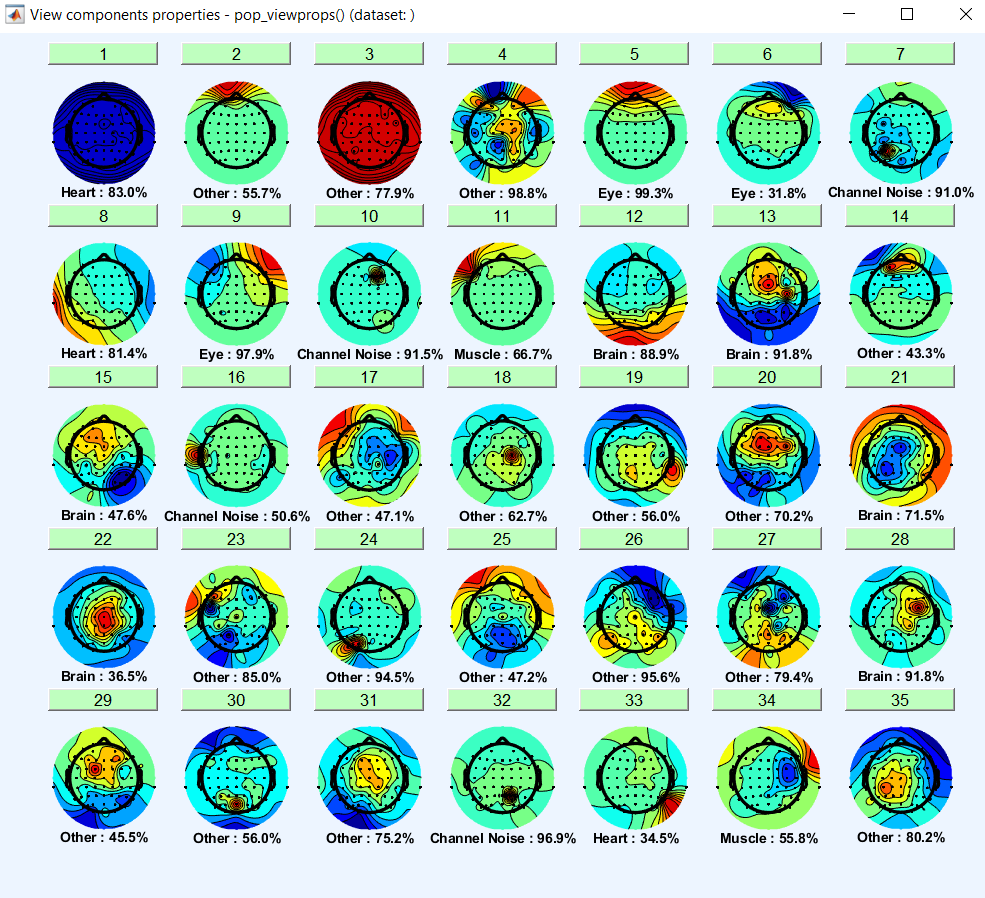 View components properties - pop_viewprops() (dataset: )
1 2 3 4 5 6 7
Heart : 83.0% Other : 55.7% Other : 77.9% Other : 98.8% Eye : 99.3% Eye : 31.8% Channel Noise : 91.0%
8 9 10 11 12 13 14
Heart : 81.4% Eye : 97.9% Channel Noise : 91.5% Muscle : 66.7% Brain : 88.9% Brain : 91.8% Other : 43.3%
15 16 17 18 19 20 21
Brain : 47.6% Channel Noise : 50.6% Other : 47.1% Other : 62.7% Other : 56.0% Other : 70.2% Brain : 71.5%
22 23 24 25 26 27 28
Brain : 36.5% Other : 85.0% Other : 94.5% Other : 47.2% Other : 95.6% Other : 79.4% Brain : 91.8%
29 30 31 32 33 34 35
Other : 45.5% Other : 56.0% Other : 75.2% Channel Noise : 96.9% Heart : 34.5% Muscle : 55.8% Other : 80.2%